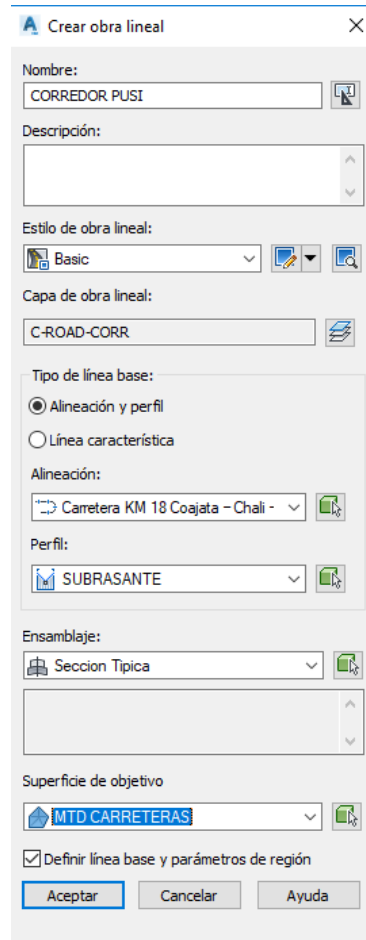 Crear obra lineal
Nombre:
CORREDOR PUSI
Descripción:
Estilo de obra lineal:
Basic
Capa de obra lineal:
C-ROAD-CORR
Tipo de línea base:
Alineación y perfil
Línea característica
Alineación:
Carretera KM 18 Coajata – Chali -
Perfil:
SUBRASANTE
Ensamblaje:
Seccion Tipica
Superficie de objetivo
MTD CARRETERAS
Definir línea base y parámetros de región
Aceptar Cancelar Ayuda